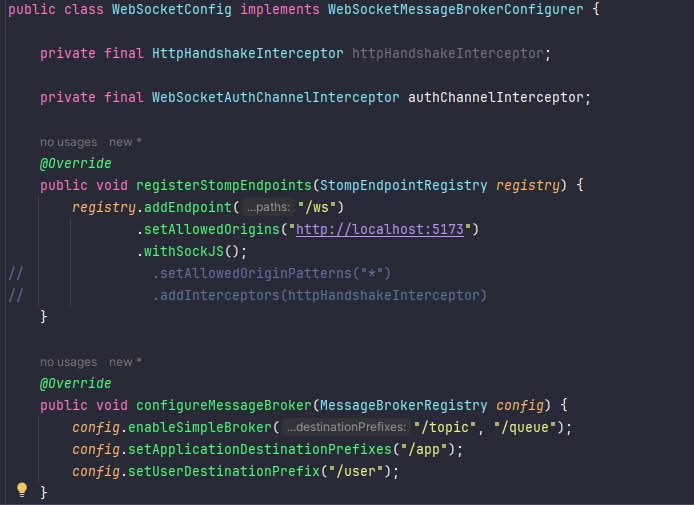 public class WebSocketConfig implements WebSocketMessageBrokerConfigurer {
private final HttpHandshakeInterceptor httpHandshakeInterceptor;
private final WebSocketAuthChannelInterceptor authChannelInterceptor;
no usages new *
@Override
public void registerStompEndpoints(StompEndpointRegistry registry) {
registry.addEndpoint( ...paths: "/ws")
.setAllowedOrigins("http://localhost:5173")
.withSockJS();
// .setAllowedOriginPatterns("*")
// .addInterceptors(httpHandshakeInterceptor)
}
no usages new *
@Override
public void configureMessageBroker(MessageBrokerRegistry config) {
config.enableSimpleBroker( ...destinationPrefixes: "/topic", "/queue");
config.setApplicationDestinationPrefixes("/app");
config.setUserDestinationPrefix("/user");
}